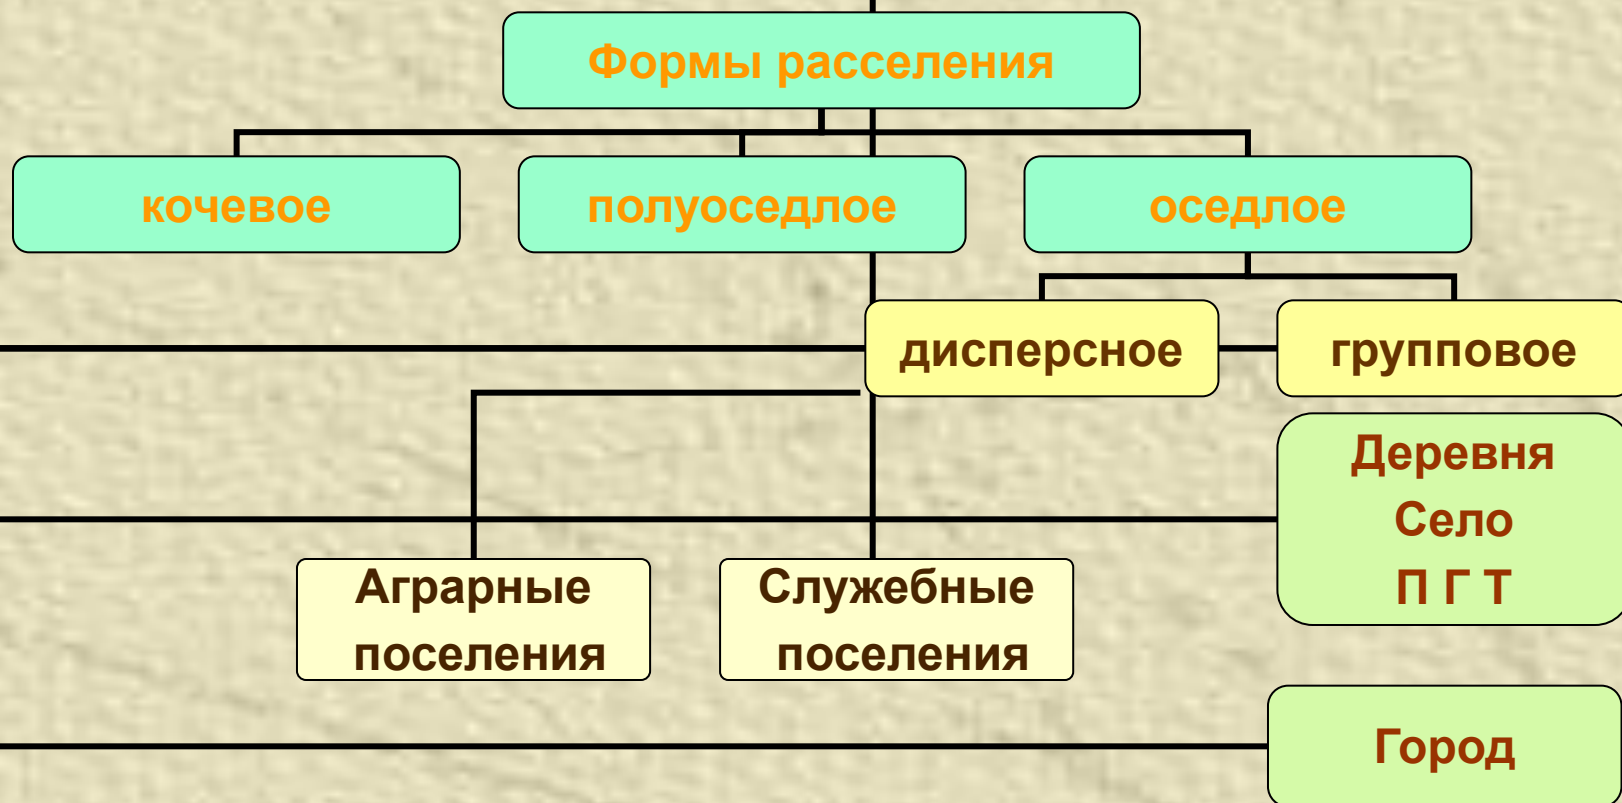 Формы расселения
кочевое
полуоседлое
оседлое
дисперсное
групповое
Деревня
Село
П Г Т
Аграрные
поселения
Служебные
поселения
Город